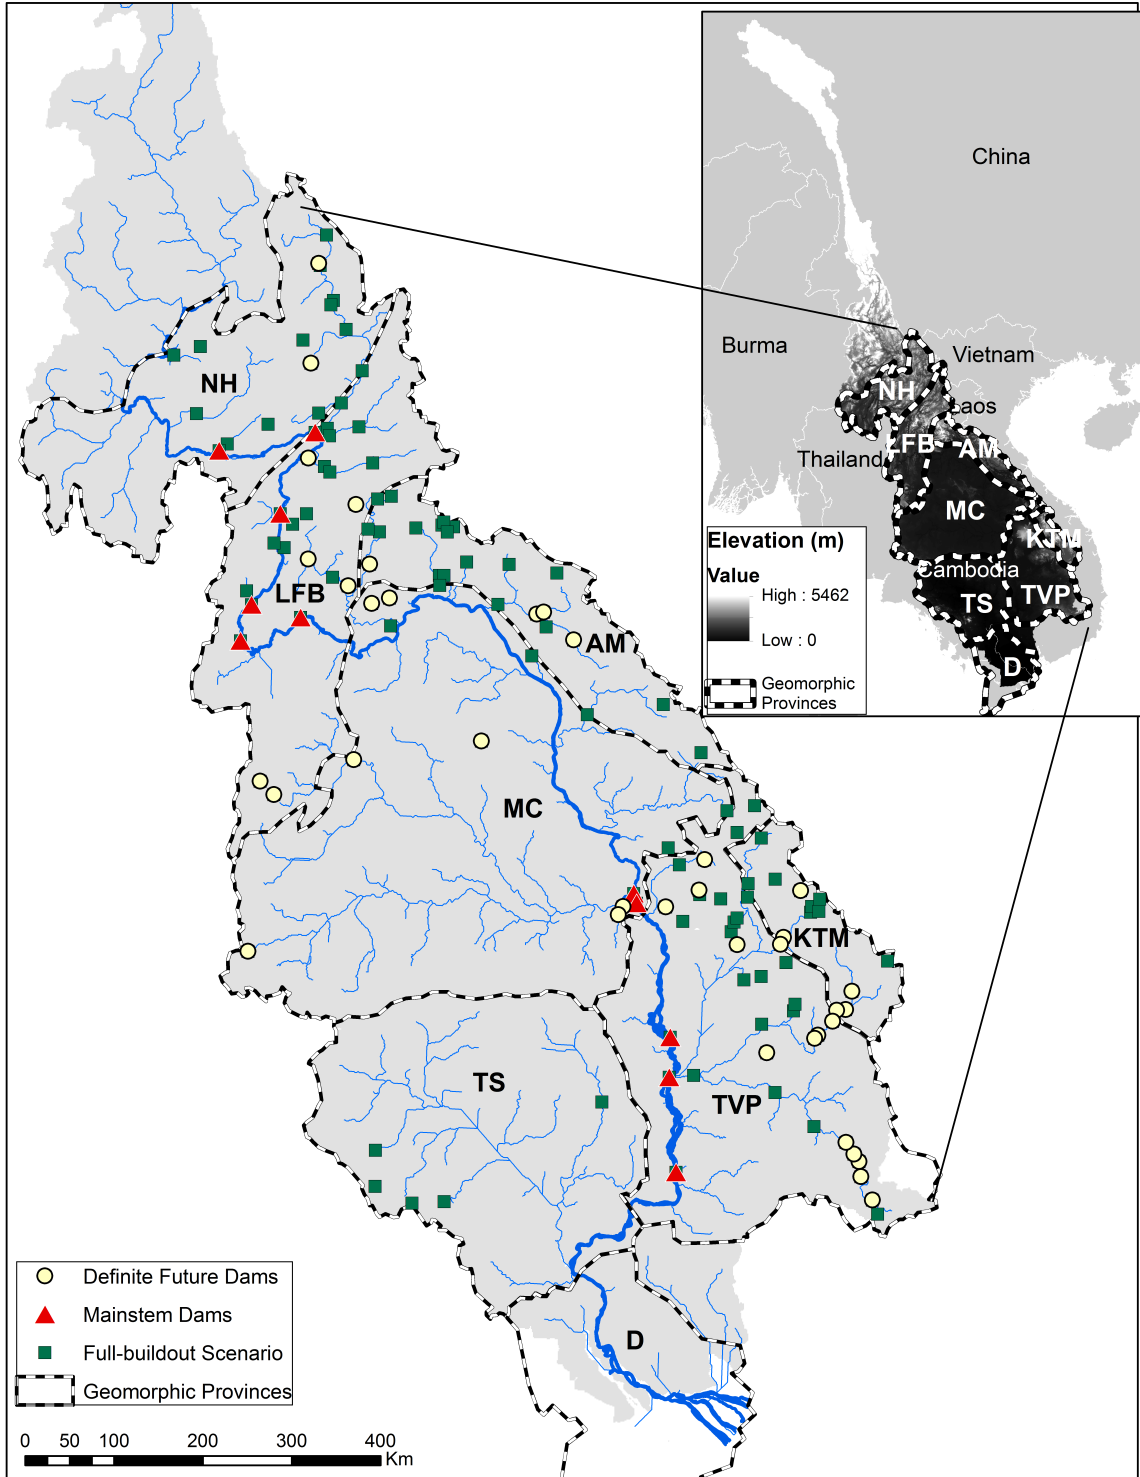 China
Burma
Vietnam
NH
Laos
LFB
AM
Thailand
MC
KTM
Cambodia
TS
TVP
D
Elevation (m)
Value
High : 5462
Low : 0
Geomorphic
Provinces
NH
LFB
AM
MC
KTM
TS
TVP
D
Definite Future Dams
Mainstem Dams
Full-buildout Scenario
Geomorphic Provinces
0 50 100 200 300 400
Km